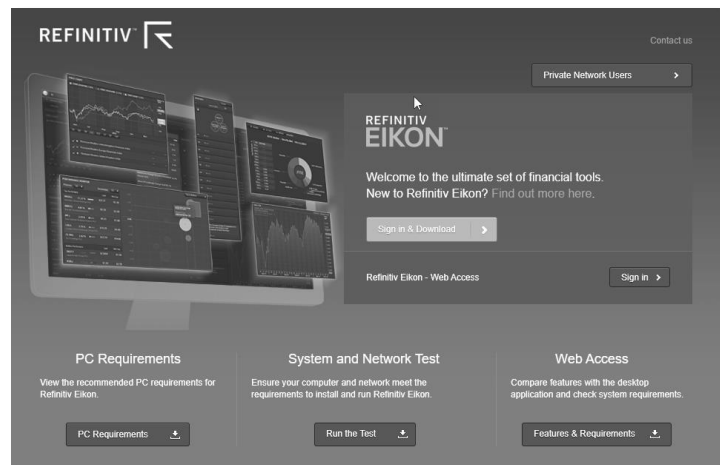 REFINITIV™
Contact us
Private Network Users
REFINITIV
EIKON™
Welcome to the ultimate set of financial tools.
New to Refinitiv Eikon? Find out more here.
Sign in & Download
Refinitiv Eikon - Web Access
Sign in
PC Requirements
View the recommended PC requirements for
Refinitiv Eikon.
PC Requirements
System and Network Test
Ensure your computer and network meet the
requirements to install and run Refinitiv Eikon.
Run the Test
Web Access
Compare features with the desktop
application and check system requirements.
Features & Requirements